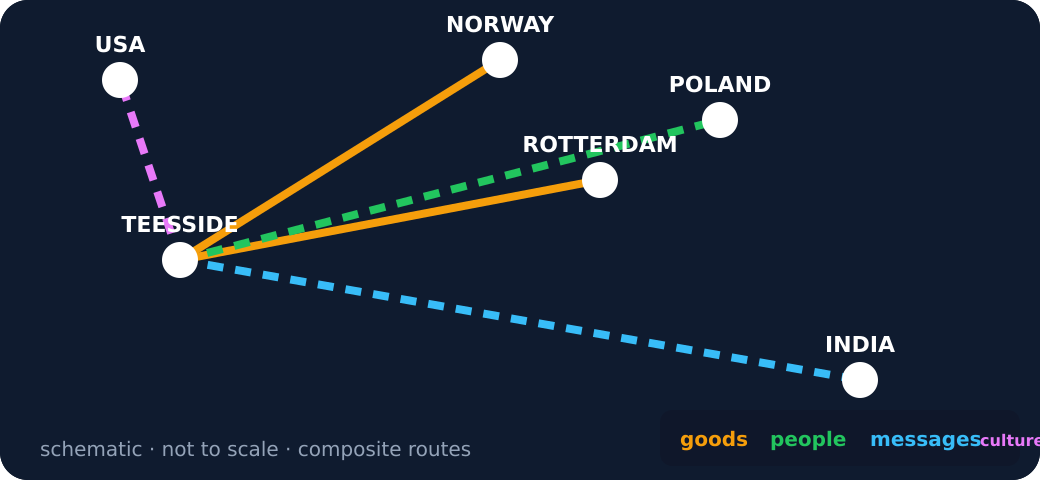 NORWAY
USA
POLAND
ROTTERDAM
TEESSIDE
INDIA
goods people messages culture
schematic · not to scale · composite routes